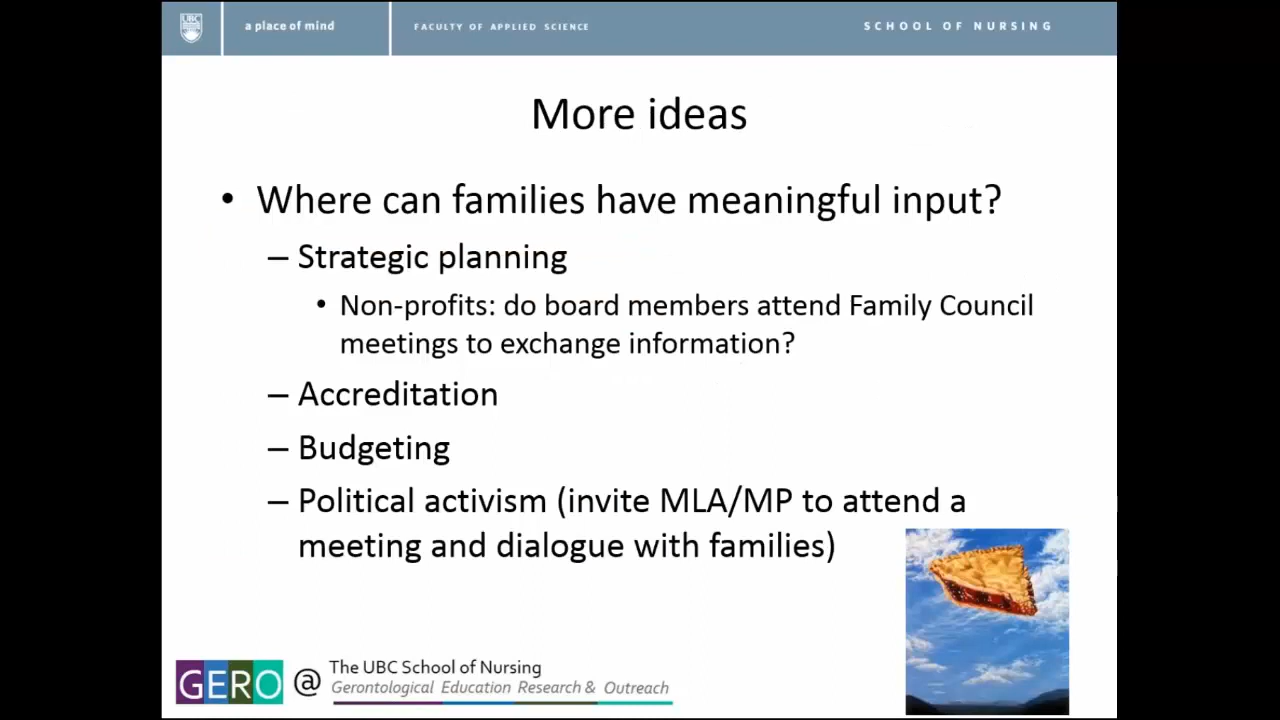 UBC
a place of mind
FACULTY OF APPLIED SCIENCE
SCHOOL OF NURSING
More ideas
• Where can families have meaningful input?
– Strategic planning
• Non-profits: do board members attend Family Council
meetings to exchange information?
– Accreditation
– Budgeting
– Political activism (invite MLA/MP to attend a
meeting and dialogue with families)
GERO @
The UBC School of Nursing
Gerontological Education Research & Outreach